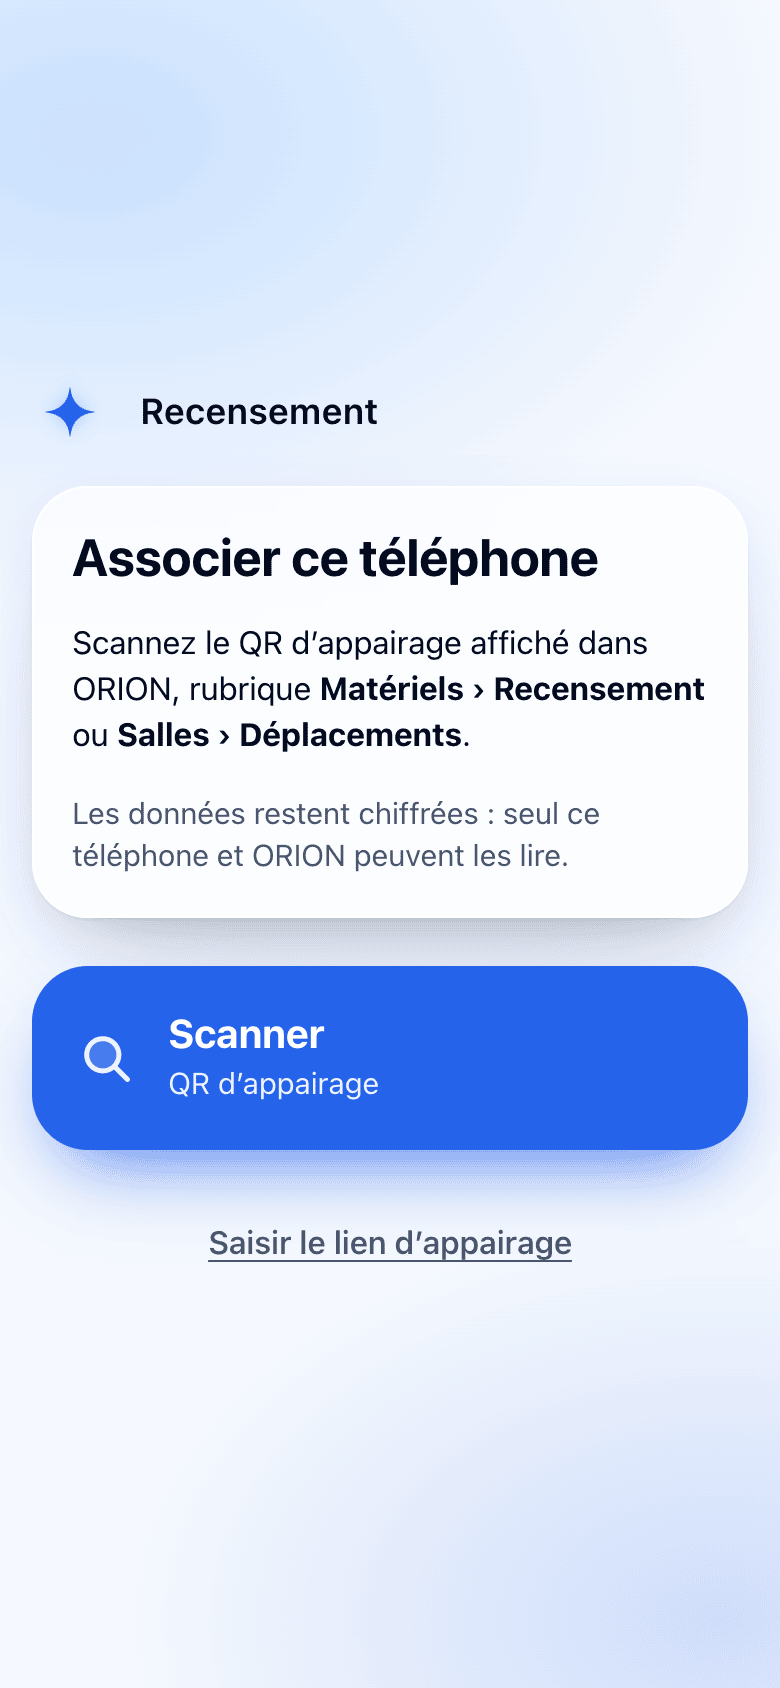 Recensement
Associer ce téléphone
Scannez le QR d’appairage affiché dans
ORION, rubrique Matériels › Recensement
ou Salles › Déplacements.
Les données restent chiffrées : seul ce
téléphone et ORION peuvent les lire.
Scanner
QR d’appairage
Saisir le lien d’appairage